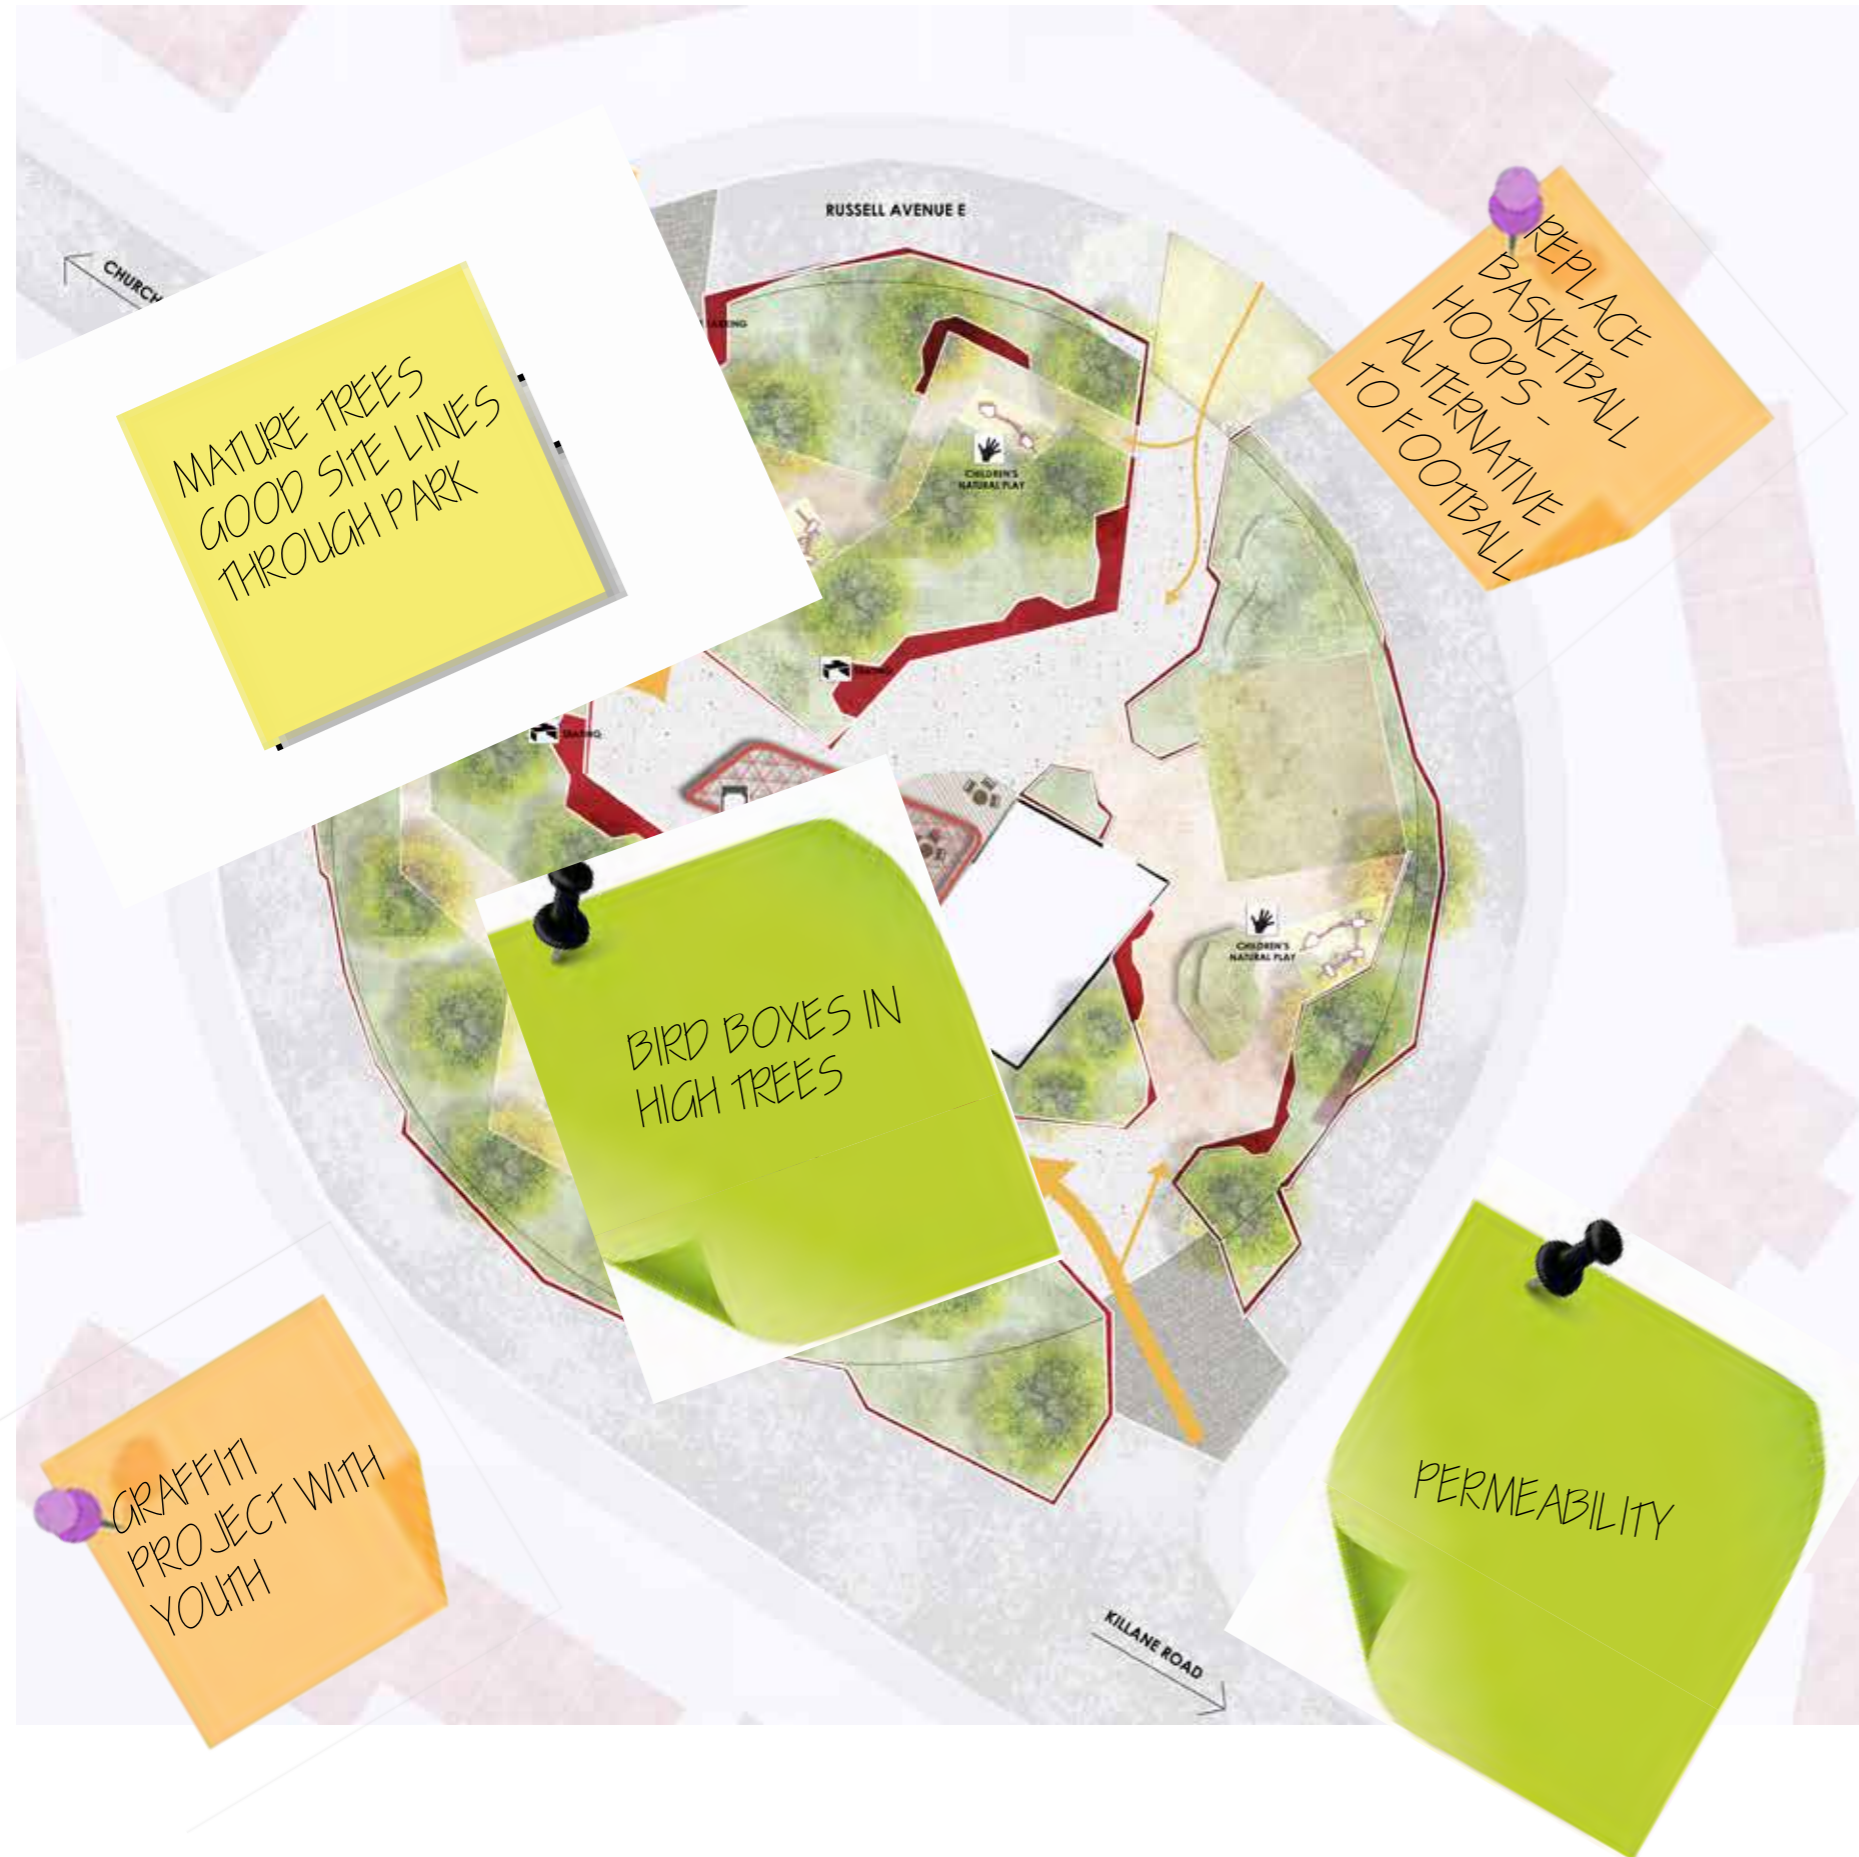 RUSSELL AVENUE E
CHURCH
MATURE TREES
GOOD SITE LINES
THROUGH PARK
REPLACE
BASKETBALL
HOOPS -
ALTERNATIVE
TO FOOTBALL
CHILDREN'S
NATURAL PLAY
SEATING
CHILDREN'S
NATURAL PLAY
BIRD BOXES IN
HIGH TREES
GRAFFITI
PROJECT WITH
YOUTH
PERMEABILITY
KILLANE ROAD